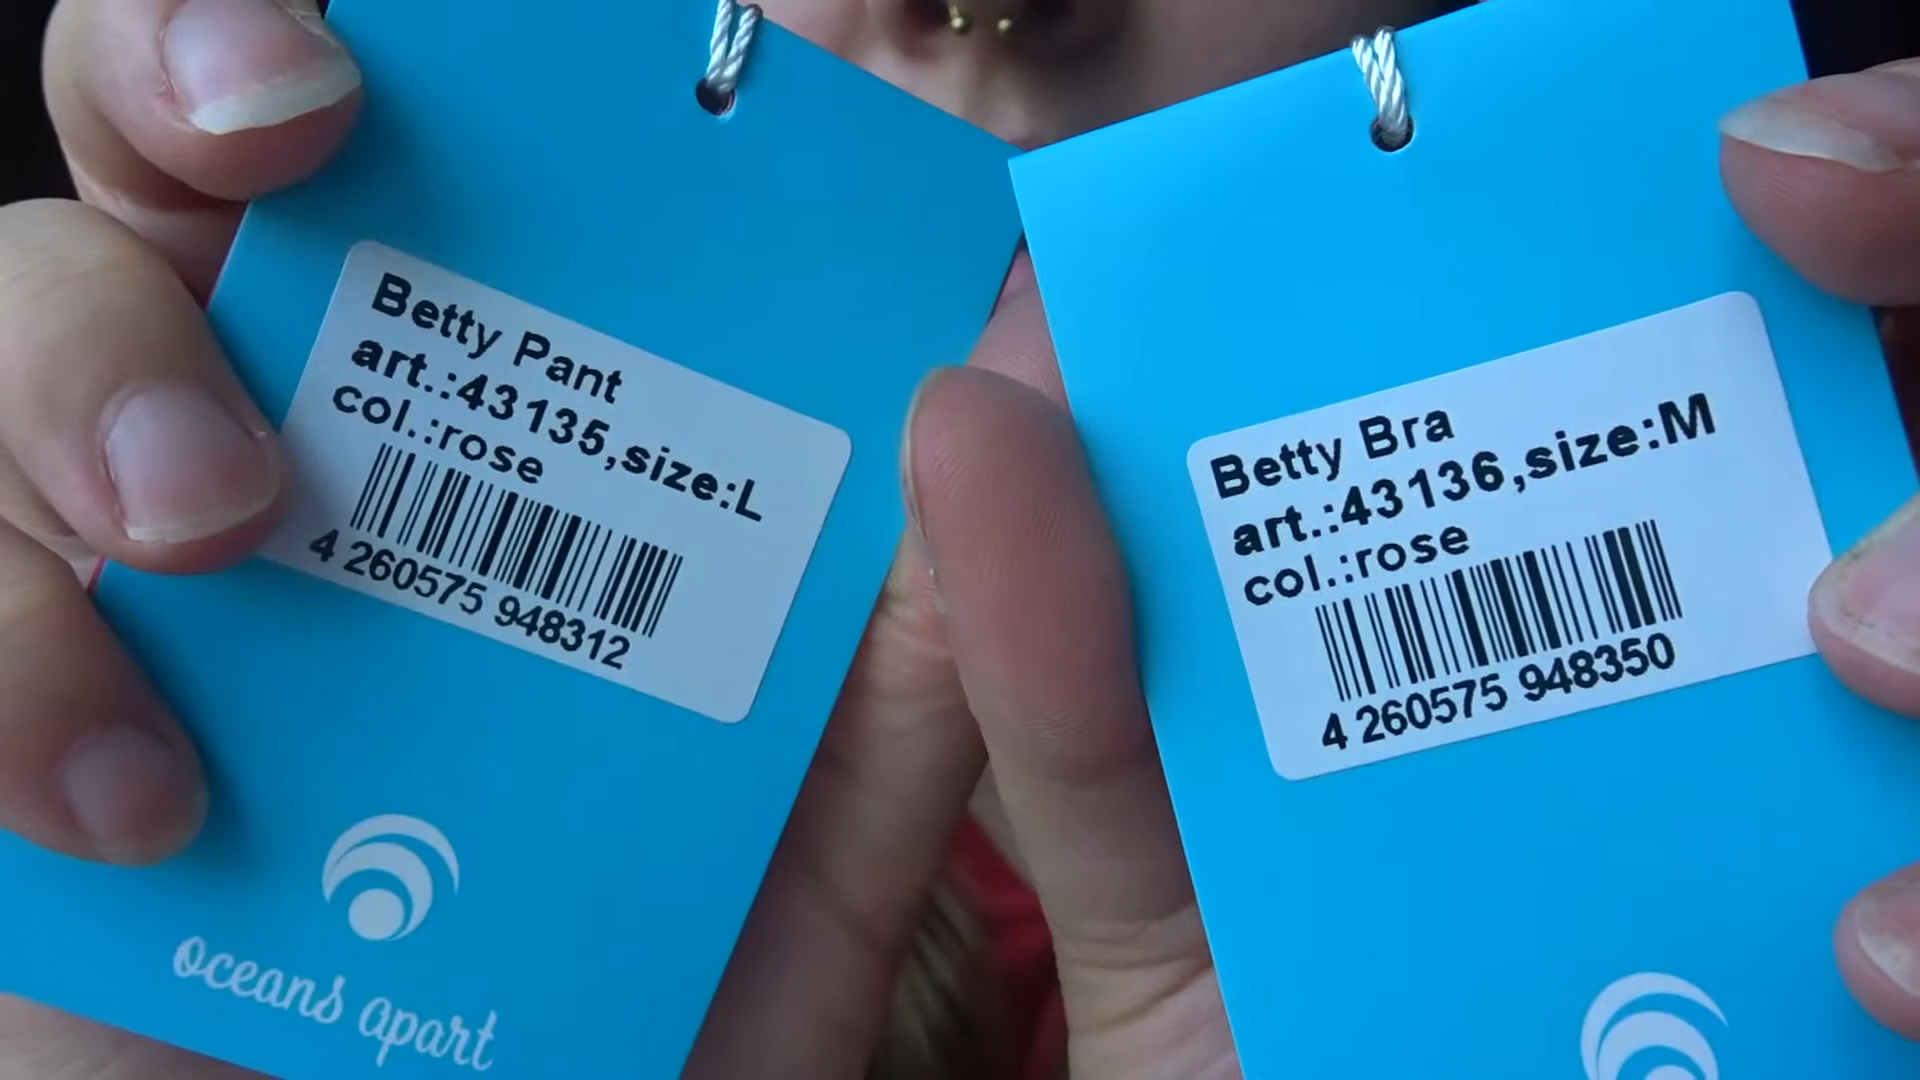 Betty Pant
art.:43135,size:L
col.:rose
4 260575 948312
oceans apart
Betty Bra
art.:43136,size:M
col.:rose
4 260575 948350